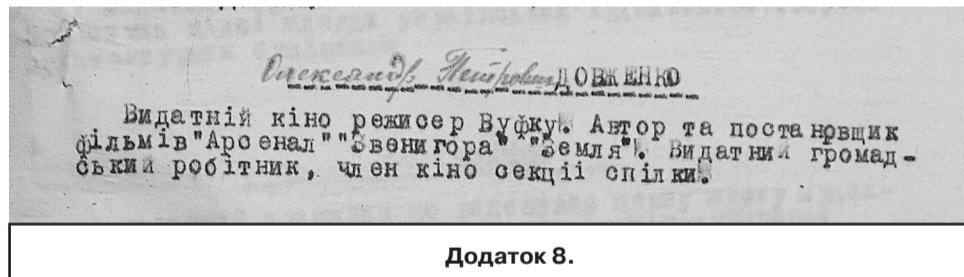 Олександр Петрович ДОВЖЕНКО
Видатній кіно режисер Вуфку. Автор та постановщик
фільмів "Арсенал" "Звенигора" "Земля". Видатний громад-
ський робітник, член кіно секціі спілки.
Додаток 8.